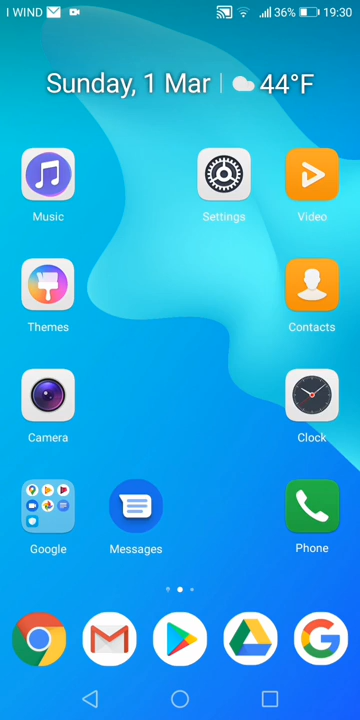 I WIND 36% 19:30
Sunday, 1 Mar 44°F
Music Settings Video
Themes Contacts
Camera Clock
Google Messages Phone